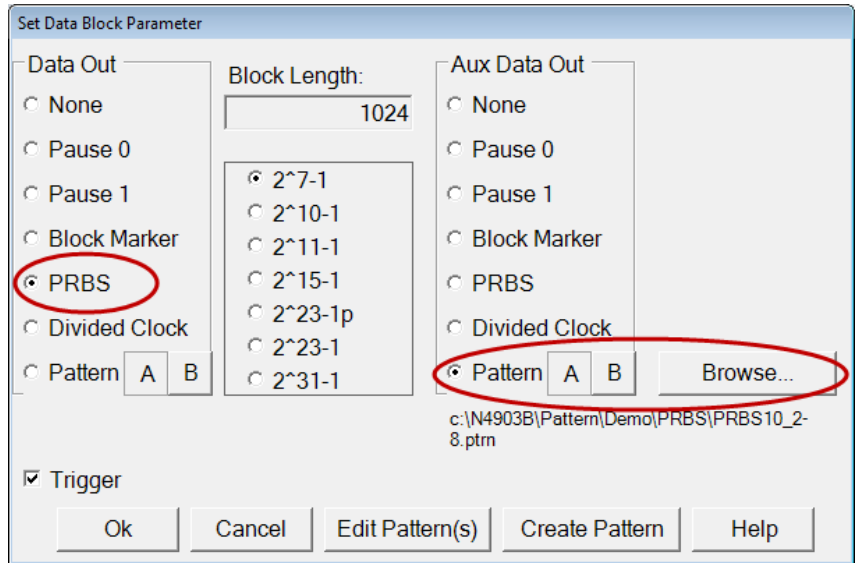 Set Data Block Parameter
Data Out
None
Pause 0
Pause 1
Block Marker
PRBS
Divided Clock
Pattern A B
Block Length:
1024
2^7-1
2^10-1
2^11-1
2^15-1
2^23-1p
2^23-1
2^31-1
Aux Data Out
None
Pause 0
Pause 1
Block Marker
PRBS
Divided Clock
Pattern A B Browse...
c:\N4903B\Pattern\Demo\PRBS\PRBS10_2-
8.ptrn
Trigger
Ok Cancel Edit Pattern(s) Create Pattern Help